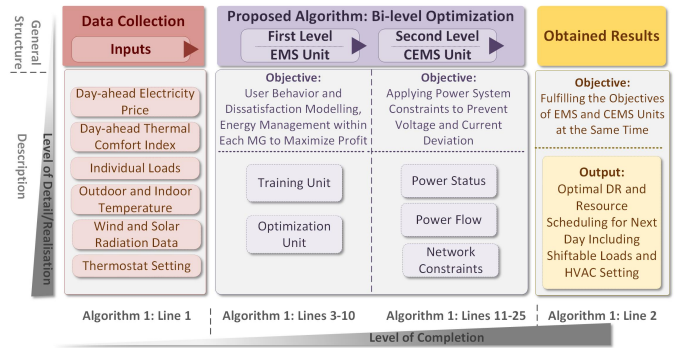 General
Structure
Description
Level of Detail/Realisation
Data Collection
Inputs
Day-ahead Electricity
Price
Day-ahead Thermal
Comfort Index
Individual Loads
Outdoor and Indoor
Temperature
Wind and Solar
Radiation Data
Thermostat Setting
Algorithm 1: Line 1
Proposed Algorithm: Bi-level Optimization
First Level
EMS Unit
Objective:
User Behavior and
Dissatisfaction Modelling,
Energy Management within
Each MG to Maximize Profit
Training Unit
Optimization
Unit
Algorithm 1: Lines 3-10
Second Level
CEMS Unit
Objective:
Applying Power System
Constraints to Prevent
Voltage and Current
Deviation
Power Status
Power Flow
Network
Constraints
Algorithm 1: Lines 11-25
Obtained Results
Objective:
Fulfilling the Objectives
of EMS and CEMS Units
at the Same Time
Output:
Optimal DR and
Resource
Scheduling for Next
Day Including
Shiftable Loads and
HVAC Setting
Algorithm 1: Line 2
Level of Completion